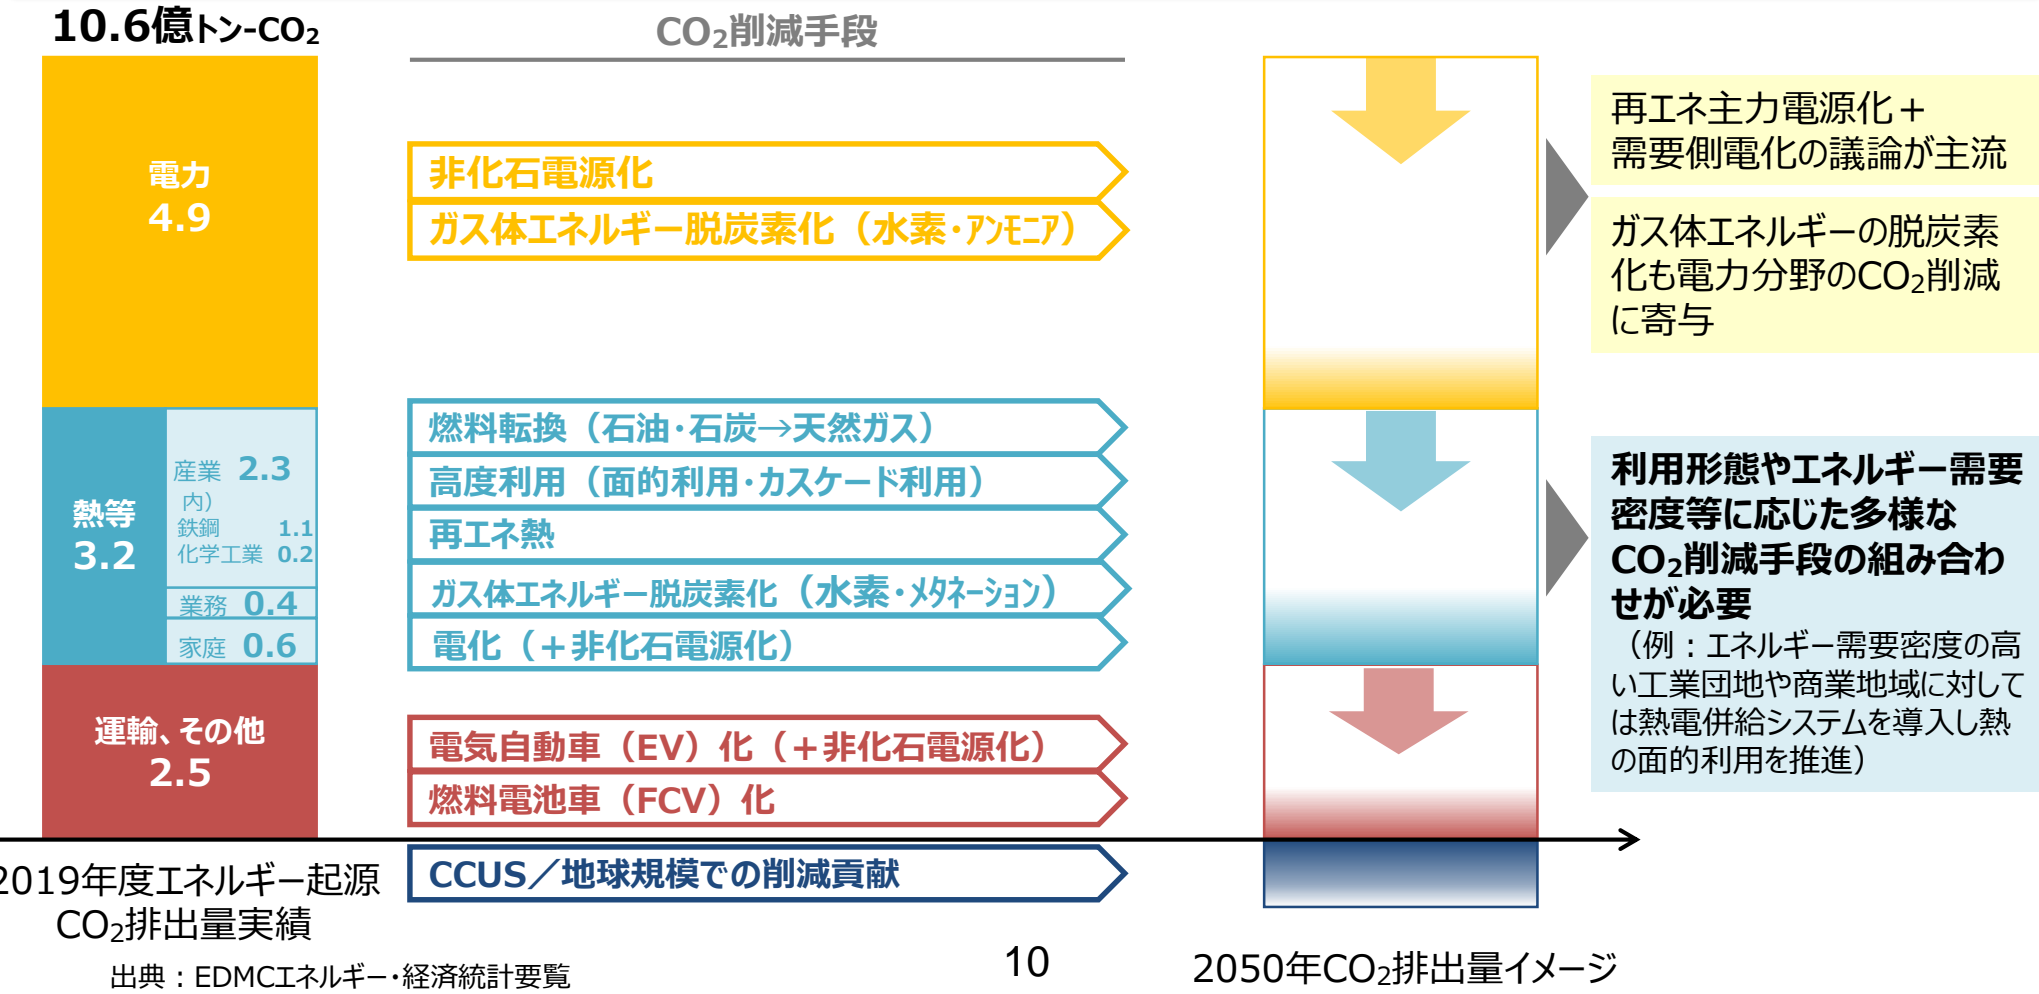 10.6億トン-CO₂
CO₂削減手段
電力
4.9
非化石電源化
ガス体エネルギー脱炭素化（水素・アンモニア）
再エネ主力電源化＋
需要側電化の議論が主流
ガス体エネルギーの脱炭素
化も電力分野のCO₂削減
に寄与
熱等
3.2
産業 2.3
内）
鉄鋼 1.1
化学工業 0.2
業務 0.4
家庭 0.6
燃料転換（石油・石炭→天然ガス）
高度利用（面的利用・カスケード利用）
再エネ熱
ガス体エネルギー脱炭素化（水素・メタネーション）
電化（＋非化石電源化）
利用形態やエネルギー需要
密度等に応じた多様な
CO₂削減手段の組み合わ
せが必要
（例：エネルギー需要密度の高
い工業団地や商業地域に対して
は熱電併給システムを導入し熱
の面的利用を推進）
運輸、その他
2.5
電気自動車（EV）化（＋非化石電源化）
燃料電池車（FCV）化
CCUS／地球規模での削減貢献
2019年度エネルギー起源
CO₂排出量実績
2050年CO₂排出量イメージ
出典：EDMCエネルギー・経済統計要覧
10